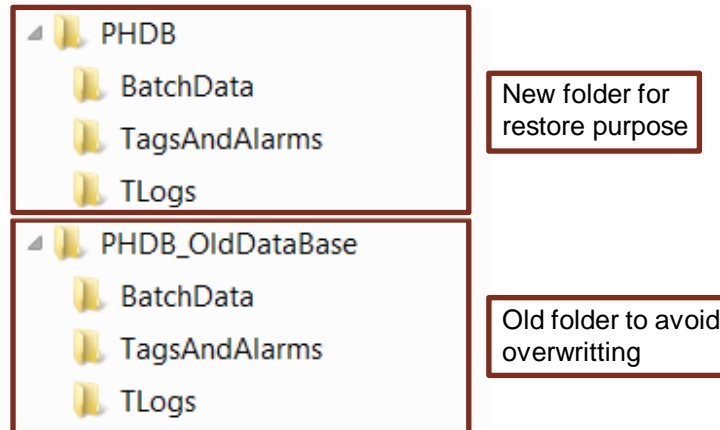 PHDB
BatchData
TagsAndAlarms
TLogs
New folder for
restore purpose
PHDB_OldDataBase
BatchData
TagsAndAlarms
TLogs
Old folder to avoid
overwritting